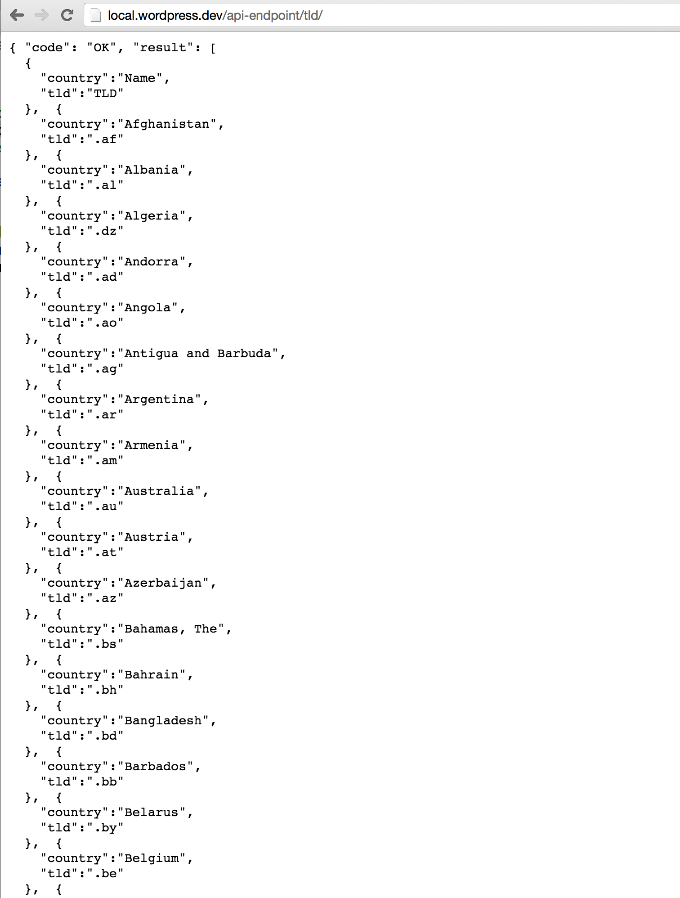 local.wordpress.dev/api-endpoint/tld/
{ "code": "OK", "result": [
  {
    "country":"Name",
    "tld":"TLD"
  },  {
    "country":"Afghanistan",
    "tld":".af"
  },  {
    "country":"Albania",
    "tld":".al"
  },  {
    "country":"Algeria",
    "tld":".dz"
  },  {
    "country":"Andorra",
    "tld":".ad"
  },  {
    "country":"Angola",
    "tld":".ao"
  },  {
    "country":"Antigua and Barbuda",
    "tld":".ag"
  },  {
    "country":"Argentina",
    "tld":".ar"
  },  {
    "country":"Armenia",
    "tld":".am"
  },  {
    "country":"Australia",
    "tld":".au"
  },  {
    "country":"Austria",
    "tld":".at"
  },  {
    "country":"Azerbaijan",
    "tld":".az"
  },  {
    "country":"Bahamas, The",
    "tld":".bs"
  },  {
    "country":"Bahrain",
    "tld":".bh"
  },  {
    "country":"Bangladesh",
    "tld":".bd"
  },  {
    "country":"Barbados",
    "tld":".bb"
  },  {
    "country":"Belarus",
    "tld":".by"
  },  {
    "country":"Belgium",
    "tld":".be"
  },  {